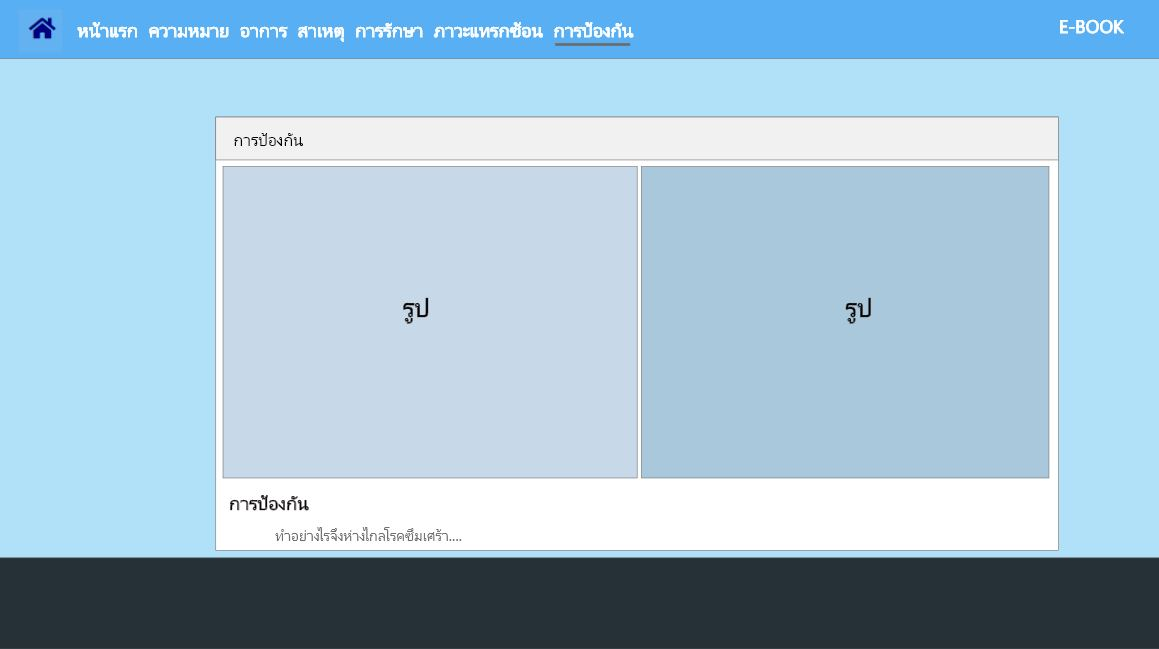 หน้าแรก ความหมาย อาการ สาเหตุ การรักษา ภาวะแทรกซ้อน การป้องกัน E-BOOK
การป้องกัน
รูป รูป
การป้องกัน
ทำอย่างไรจึงห่างไกลโรคซึมเศร้า....